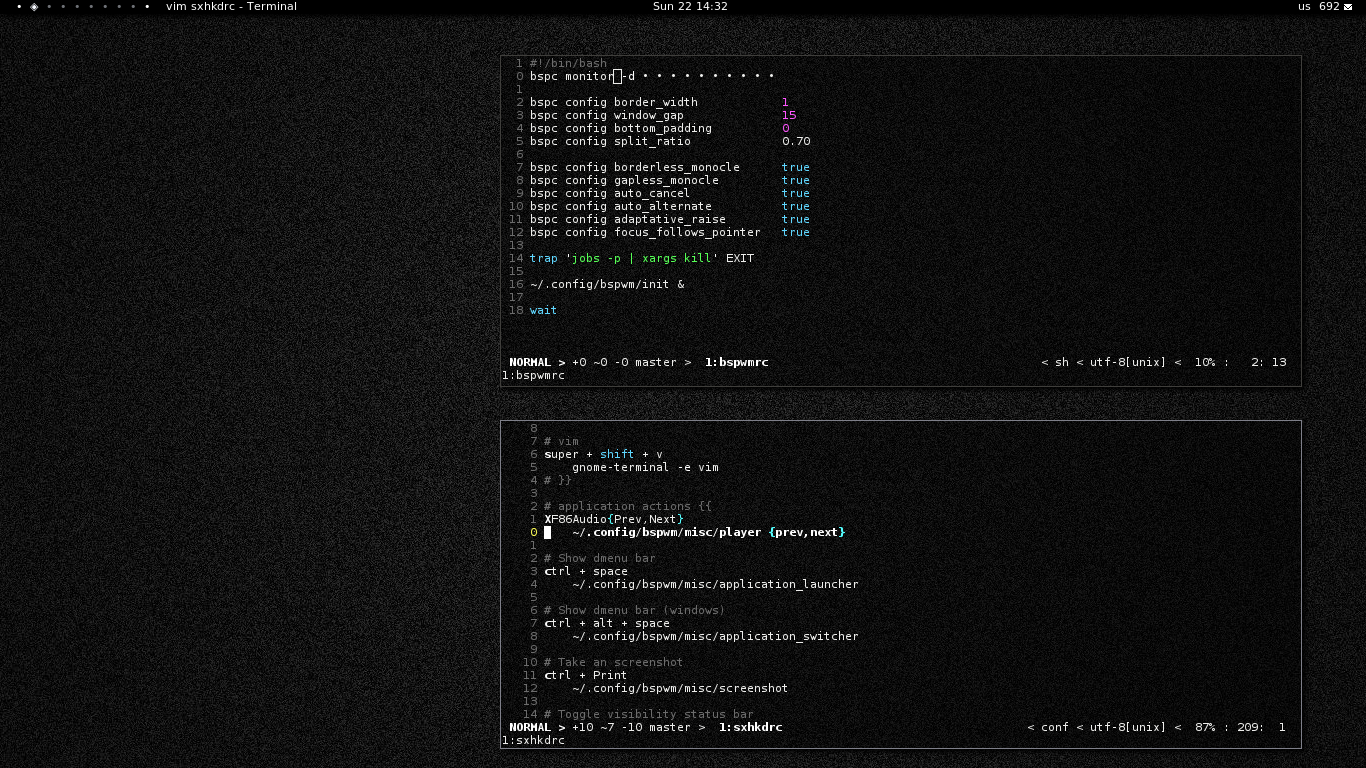 • ◈ • • • • • • • • vim sxhkdrc - Terminal Sun 22 14:32 us 692
1 #!/bin/bash
0 bspc monitor -d • • • • • • • • • •
1
2 bspc config border_width 1
3 bspc config window_gap 15
4 bspc config bottom_padding 0
5 bspc config split_ratio 0.70
6
7 bspc config borderless_monocle true
8 bspc config gapless_monocle true
9 bspc config auto_cancel true
10 bspc config auto_alternate true
11 bspc config adaptative_raise true
12 bspc config focus_follows_pointer true
13
14 trap 'jobs -p | xargs kill' EXIT
15
16 ~/.config/bspwm/init &
17
18 wait
NORMAL > +0 ~0 -0 master > 1:bspwmrc < sh < utf-8[unix] < 10% : 2: 13
1:bspwmrc
8
7 # vim
6 super + shift + v
5 gnome-terminal -e vim
4 # }}
3
2 # application actions {{
1 XF86Audio{Prev,Next}
0 ~/.config/bspwm/misc/player {prev,next}
1
2 # Show dmenu bar
3 ctrl + space
4 ~/.config/bspwm/misc/application_launcher
5
6 # Show dmenu bar (windows)
7 ctrl + alt + space
8 ~/.config/bspwm/misc/application_switcher
9
10 # Take an screenshot
11 ctrl + Print
12 ~/.config/bspwm/misc/screenshot
13
14 # Toggle visibility status bar
NORMAL > +10 ~7 -10 master > 1:sxhkdrc < conf < utf-8[unix] < 87% : 209: 1
1:sxhkdrc